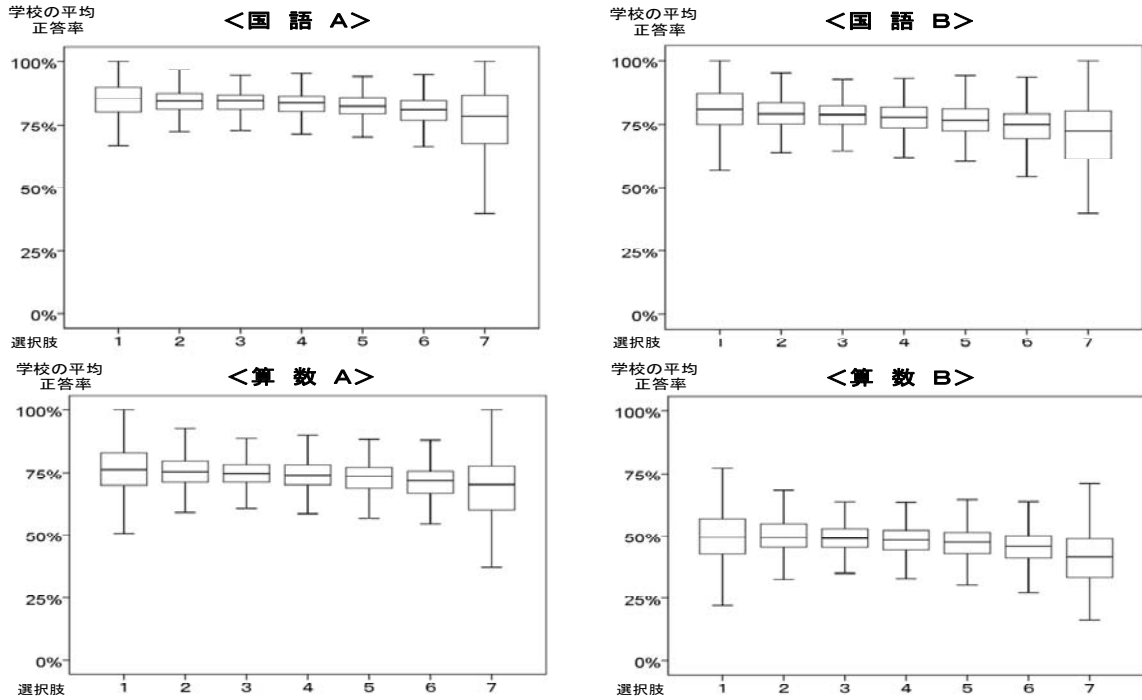 学校の平均
正答率
＜国 語 A＞
100%
75%
50%
25%
0%
選択肢 1 2 3 4 5 6 7
学校の平均
正答率
＜国 語 B＞
100%
75%
50%
25%
0%
選択肢 1 2 3 4 5 6 7
学校の平均
正答率
＜算 数 A＞
100%
75%
50%
25%
0%
選択肢 1 2 3 4 5 6 7
学校の平均
正答率
＜算 数 B＞
100%
75%
50%
25%
0%
選択肢 1 2 3 4 5 6 7